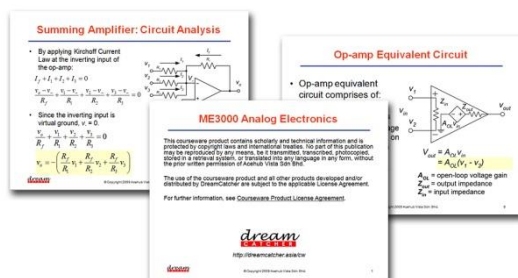 Summing Amplifier: Circuit Analysis
• By applying Kirchoff Current
Law at the inverting input of
the op-amp:
I_f + I_1 + I_2 + I_3 = 0
• Since the inverting input is
virtual ground, v_- = 0.
dream
Op-amp Equivalent Circuit
• Op-amp equivalent
circuit comprises of:
V_1
V_in
V_2
Z_in
Z_out
A_OL
V_out = A_OL v_in
= A_OL(V_1 - V_2)
A_OL = open-loop voltage gain
Z_out = output impedance
Z_in = input impedance
ME3000 Analog Electronics
This courseware product contains scholarly and technical information and is
protected by copyright laws and international treaties. No part of this publication
may be reproduced by any means, be it transmitted, transcribed, photocopied,
stored in a retrieval system, or translated into any language in any form, without
the prior written permission of Acehub Vista Sdn Bhd.
The use of the courseware product and all other products developed and/or
distributed by DreamCatcher are subject to the applicable License Agreement.
For further information, see Courseware Product License Agreement.
dream
CATCHER
http://dreamcatcher.asia/cw
dream